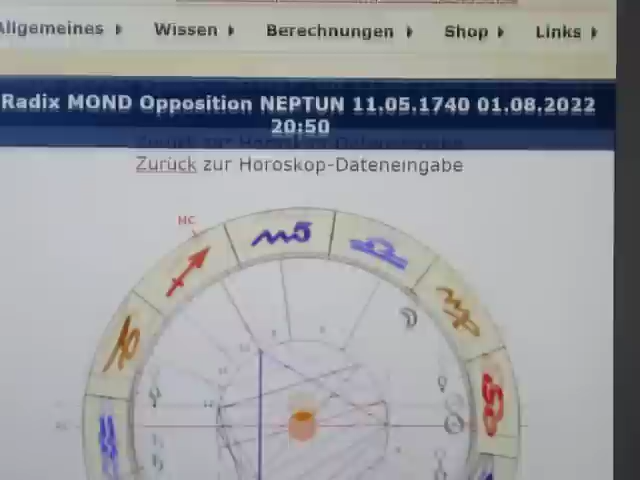 Allgemeines Wissen Berechnungen Shop Links
Radix MOND Opposition NEPTUN 11.05.1740 01.08.2022
20:50
Zurück zur Horoskop-Dateneingabe
MC